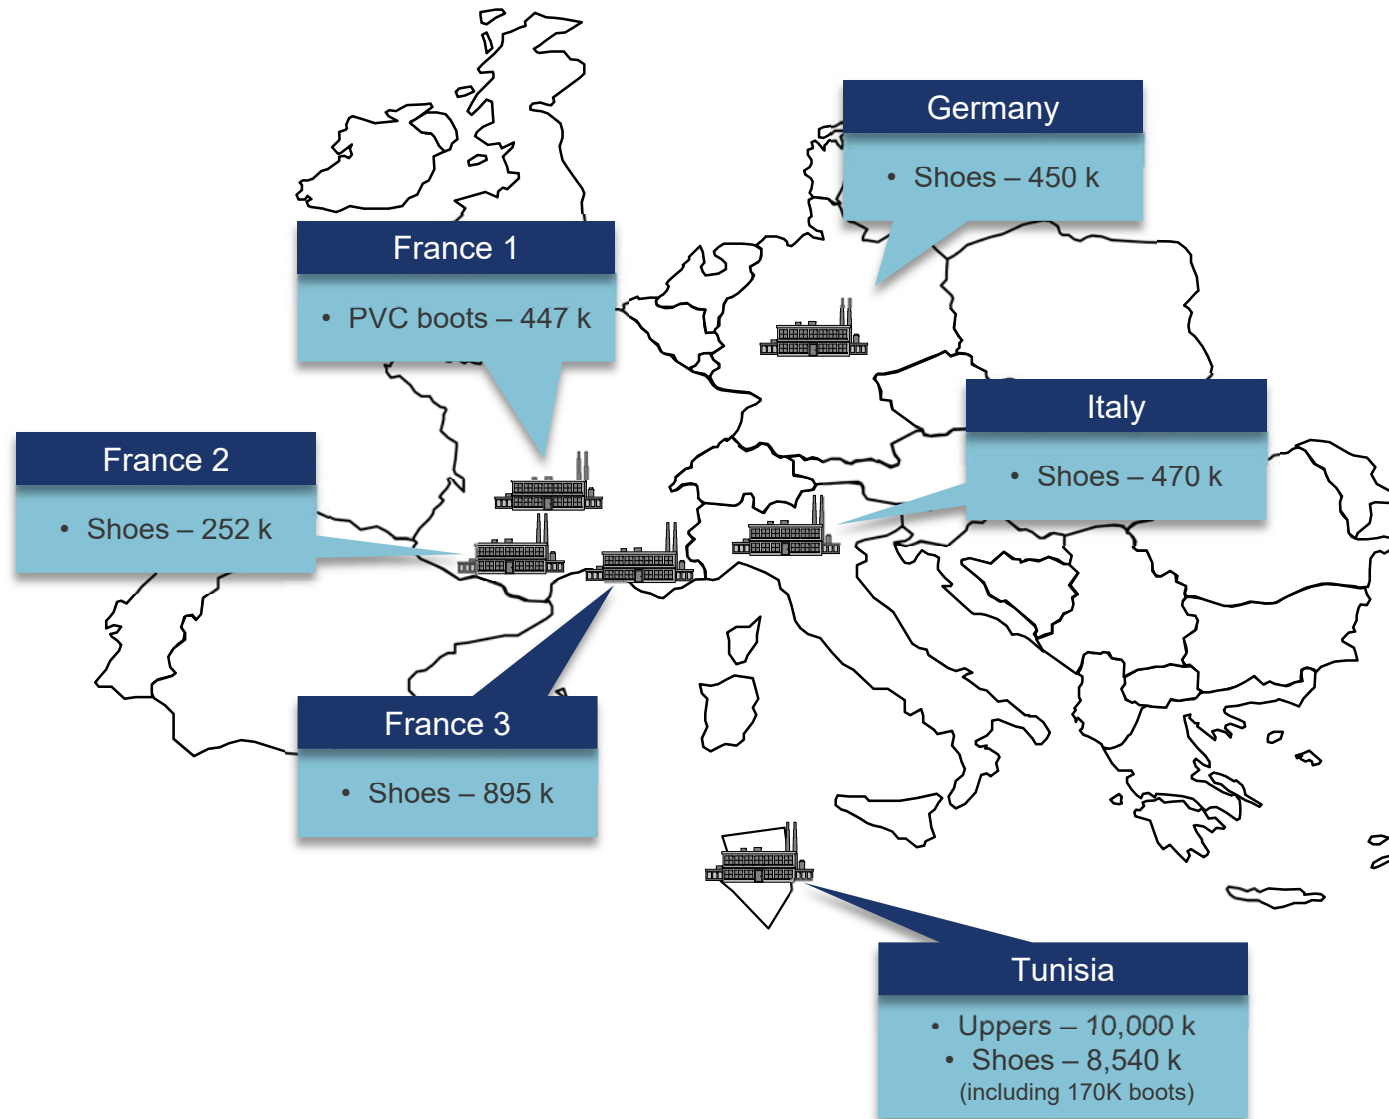 Germany
• Shoes – 450 k
France 1
• PVC boots – 447 k
Italy
• Shoes – 470 k
France 2
• Shoes – 252 k
France 3
• Shoes – 895 k
Tunisia
• Uppers – 10,000 k
• Shoes – 8,540 k
(including 170K boots)